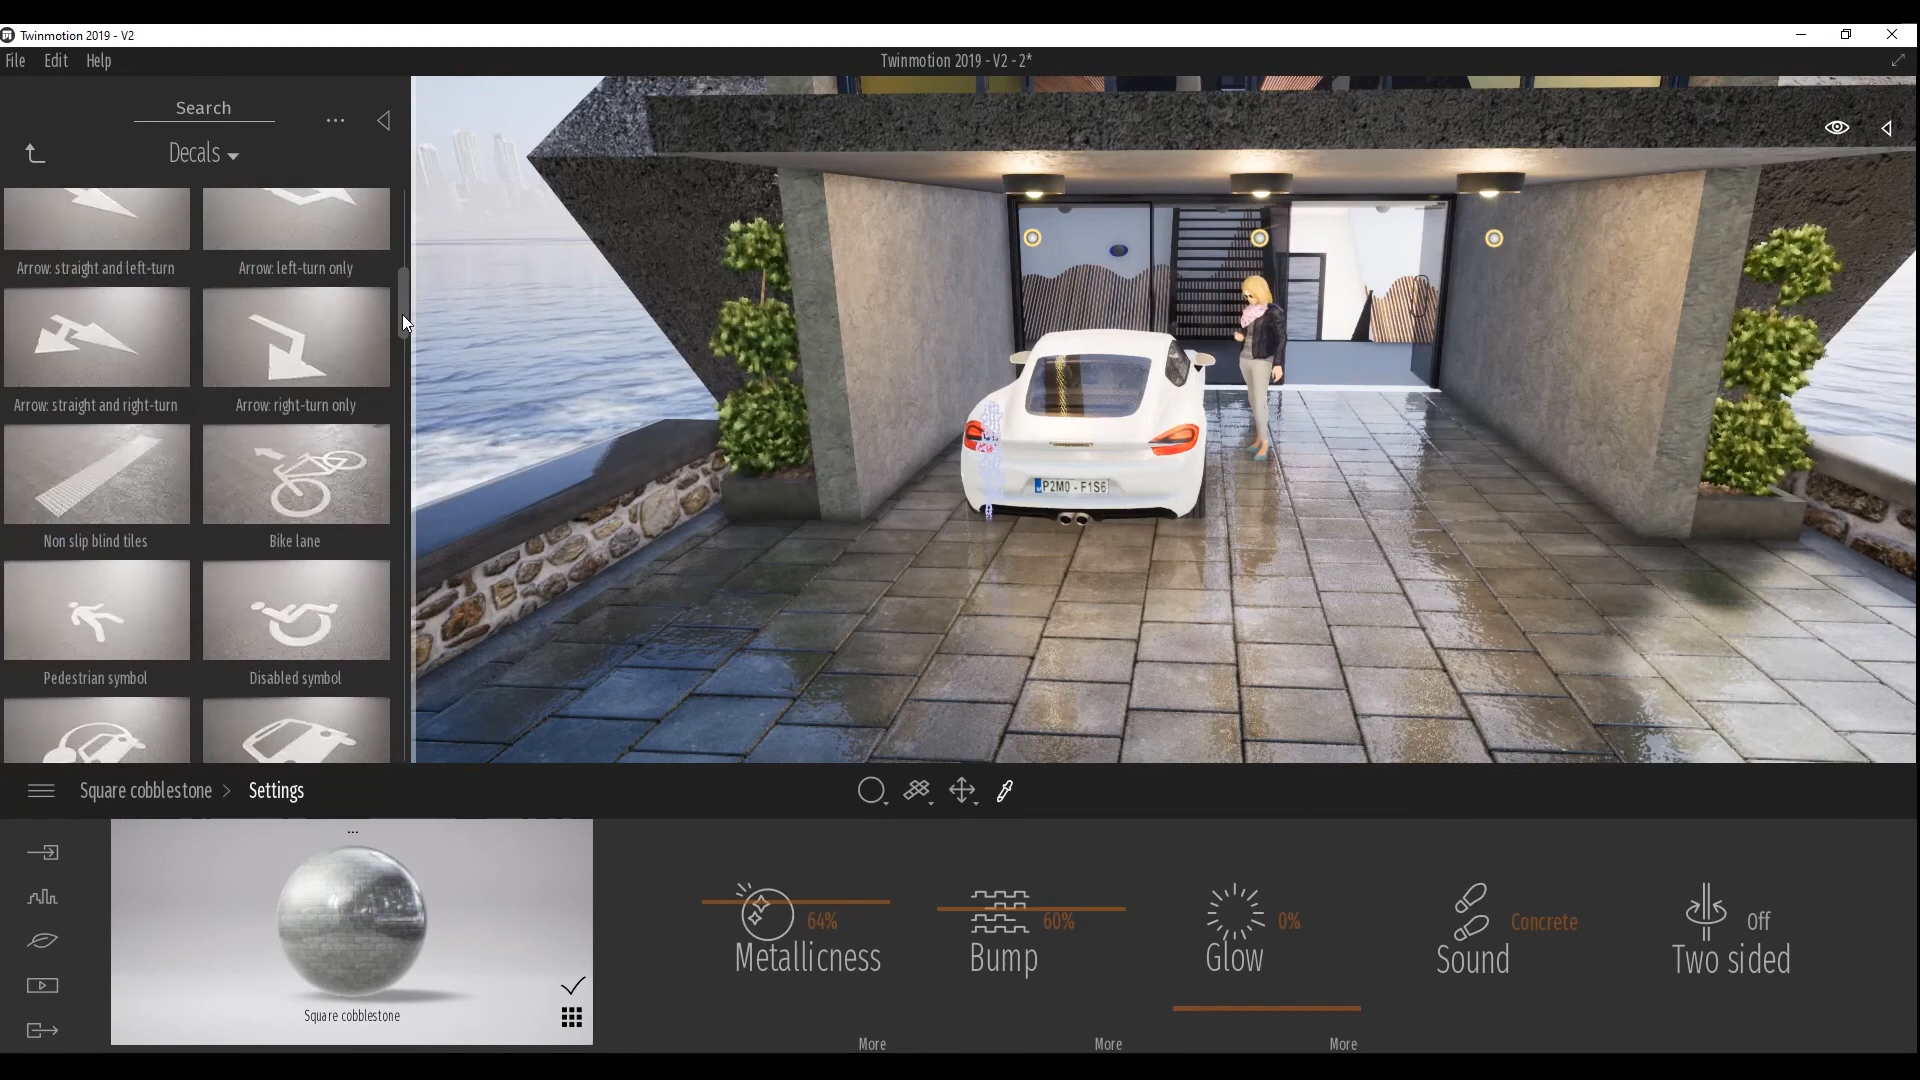 Twinmotion 2019 - V2
File Edit Help
Twinmotion 2019 - V2 - 2*
Search
...
Decals
Arrow: straight and left-turn
Arrow: left-turn only
Arrow: straight and right-turn
Arrow: right-turn only
Non slip blind tiles
Bike lane
Pedestrian symbol
Disabled symbol
P2M0 - F1S6
Square cobblestone > Settings
...
Square cobblestone
64%
Metallicness
More
60%
Bump
More
0%
Glow
More
Concrete
Sound
Off
Two sided